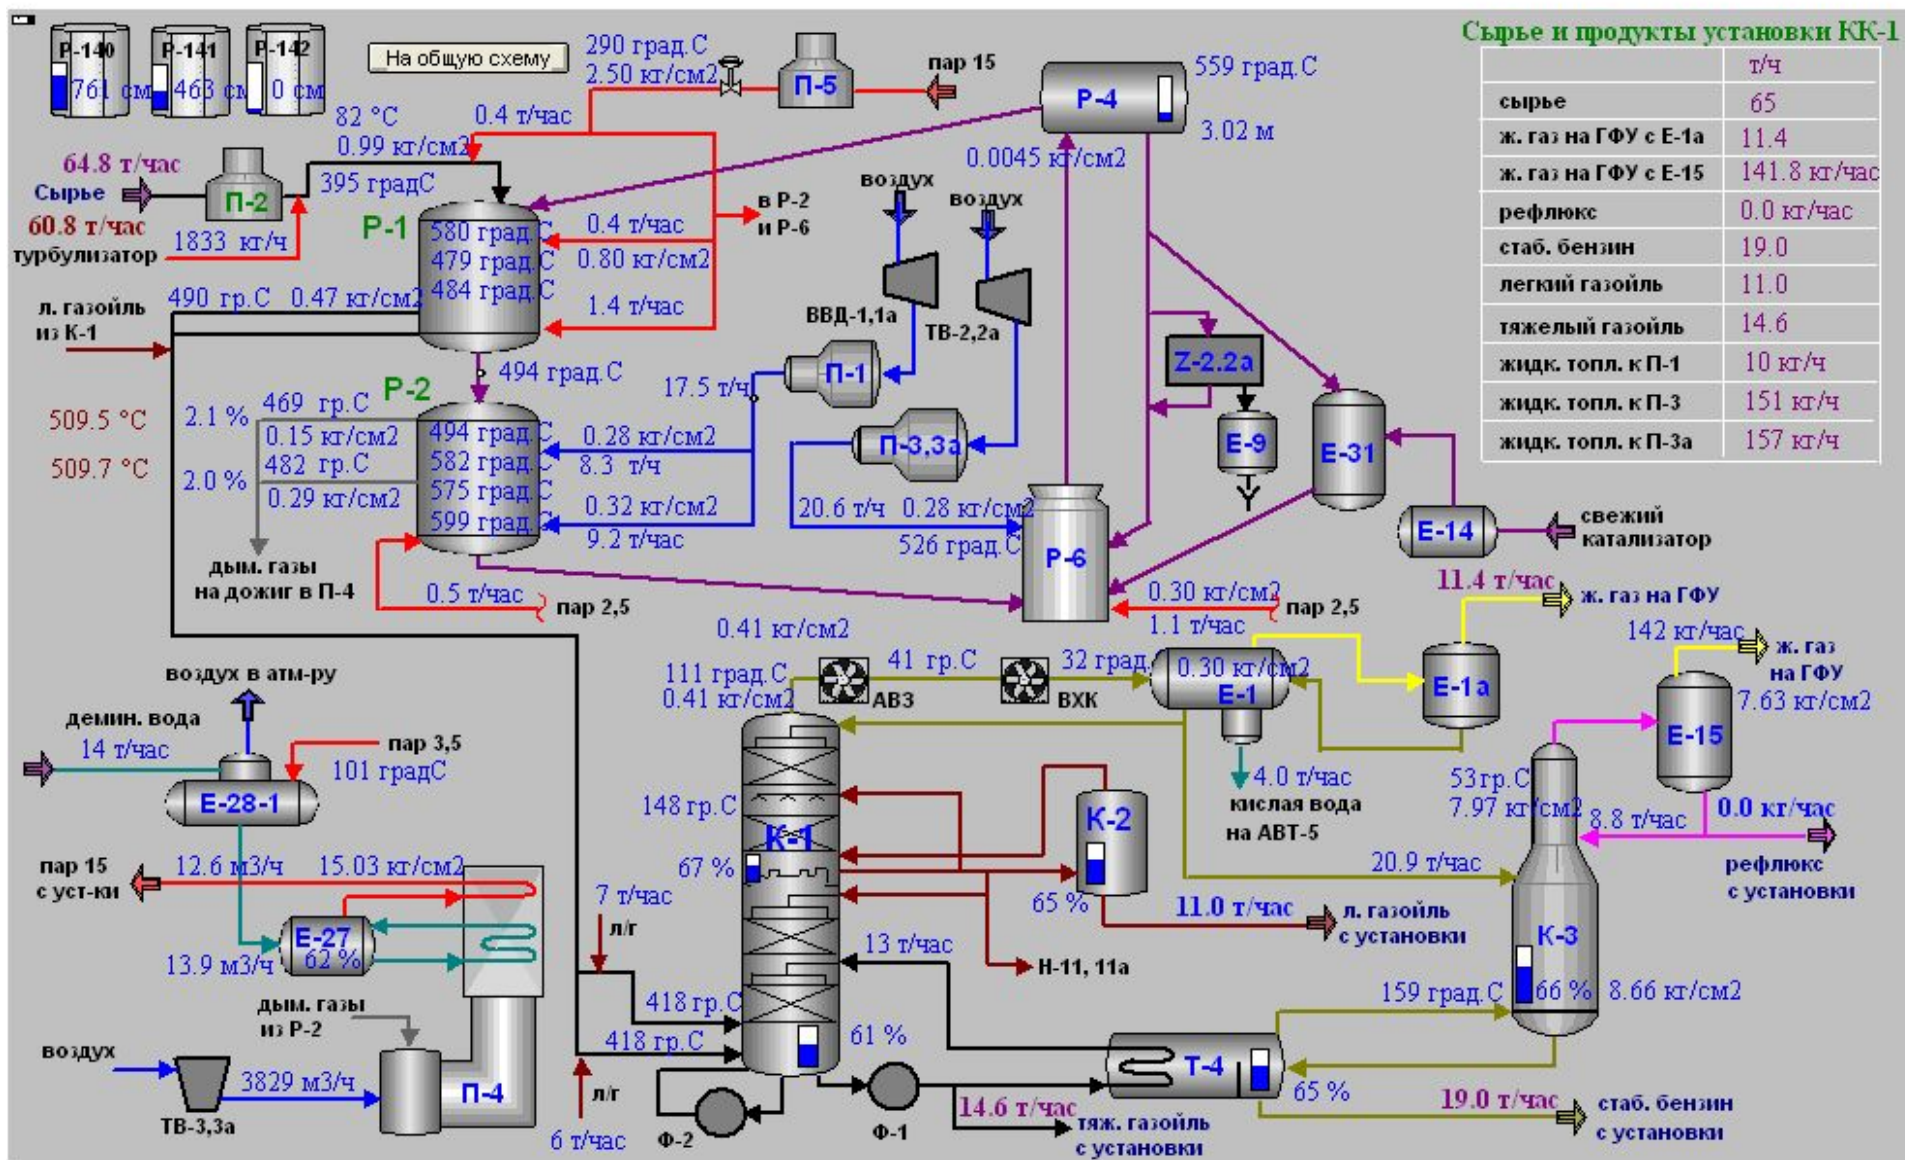 Р-140
Р-141
Р-142
761 см
463 см
0 см
На общую схему
290 град.С
2.50 кг/см2
П-5
пар 15
Р-4
559 град.С
3.02 м
0.0045 кг/см2
Сырье и продукты установки КК-1
т/ч
сырье 65
ж. газ на ГФУ с Е-1а 11.4
ж. газ на ГФУ с Е-15 141.8 кг/час
рефлюкс 0.0 кг/час
стаб. бензин 19.0
легкий газойль 11.0
тяжелый газойль 14.6
жидк. топл. к П-1 10 кг/ч
жидк. топл. к П-3 151 кг/ч
жидк. топл. к П-3а 157 кг/ч
82 °C
0.4 т/час
0.99 кг/см2
395 градС
64.8 т/час
Сырье
П-2
60.8 т/час
1833 кг/ч
турбулизатор
Р-1
580 град.С
479 град.С
484 град.С
0.4 т/час
0.80 кг/см2
1.4 т/час
в Р-2
и Р-6
воздух
воздух
ВВД-1,1а
ТВ-2,2а
л. газойль
из К-1
490 гр.С
0.47 кг/см2
494 град.С
Р-2
П-1
17.5 т/ч
Z-2.2а
Е-9
Е-31
Е-14
свежий
катализатор
509.5 °C
509.7 °C
2.1 %
469 гр.С
0.15 кг/см2
2.0 %
482 гр.С
0.29 кг/см2
494 град.С
582 град.С
575 град.С
599 град.С
0.28 кг/см2
8.3 т/ч
0.32 кг/см2
9.2 т/час
П-3,3а
20.6 т/ч
0.28 кг/см2
526 град.С
Р-6
дым. газы
на дожиг в П-4
0.5 т/час
пар 2,5
0.30 кг/см2
пар 2,5
1.1 т/час
11.4 т/час
ж. газ на ГФУ
142 кг/час
ж. газ
на ГФУ
7.63 кг/см2
0.41 кг/см2
111 град.С
0.41 кг/см2
АВЗ
41 гр.С
ВХК
32 град.
0.30 кг/см2
Е-1
Е-1а
Е-15
воздух в атм-ру
демин. вода
14 т/час
пар 3,5
101 градС
Е-28-1
4.0 т/час
кислая вода
на АВТ-5
53гр.С
7.97 кг/см2
8.8 т/час
0.0 кг/час
рефлюкс
с установки
148 гр.С
К-1
67 %
К-2
65 %
20.9 т/час
11.0 т/час
л. газойль
с установки
пар 15
с уст-ки
12.6 м3/ч
15.03 кг/см2
7 т/час
л/г
Е-27
62 %
13.9 м3/ч
13 т/час
Н-11, 11а
К-3
66 %
8.66 кг/см2
159 град.С
дым. газы
из Р-2
418 гр.С
418 гр.С
61 %
воздух
3829 м3/ч
ТВ-3,3а
П-4
л/г
6 т/час
Ф-2
Ф-1
14.6 т/час
тяж. газойль
с установки
Т-4
65 %
19.0 т/час
стаб. бензин
с установки